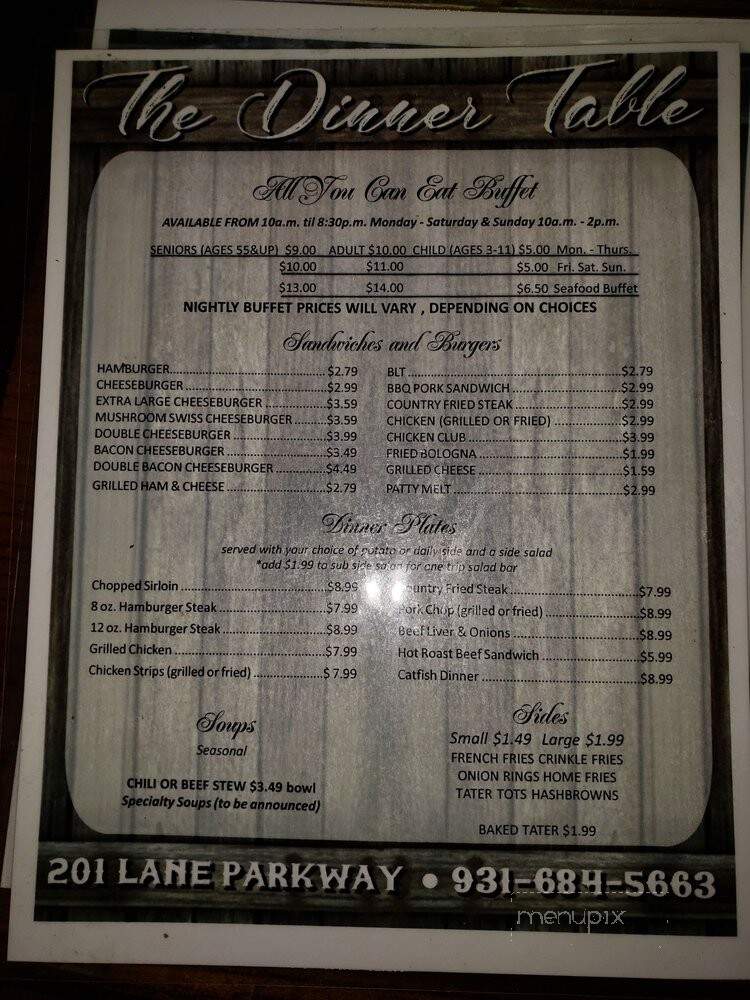 The Dinner Table
All You Can Eat Buffet
AVAILABLE FROM 10a.m. til 8:30p.m. Monday - Saturday & Sunday 10a.m. - 2p.m.
SENIORS (AGES 55&UP) $9.00 ADULT $10.00 CHILD (AGES 3-11) $5.00 Mon. - Thurs.
$10.00 $11.00 $5.00 Fri. Sat. Sun.
$13.00 $14.00 $6.50 Seafood Buffet
NIGHTLY BUFFET PRICES WILL VARY , DEPENDING ON CHOICES
Sandwiches and Burgers
HAMBURGER $2.79
CHEESEBURGER $2.99
EXTRA LARGE CHEESEBURGER $3.59
MUSHROOM SWISS CHEESEBURGER $3.59
DOUBLE CHEESEBURGER $3.99
BACON CHEESEBURGER $3.49
DOUBLE BACON CHEESEBURGER $4.49
GRILLED HAM & CHEESE $2.79
BLT $2.79
BBQ PORK SANDWICH $2.99
COUNTRY FRIED STEAK $2.99
CHICKEN (GRILLED OR FRIED) $2.99
CHICKEN CLUB $3.99
FRIED BOLOGNA $1.99
GRILLED CHEESE $1.59
PATTY MELT $2.99
Dinner Plates
served with your choice of potato or daily side and a side salad
*add $1.99 to sub side salad for one trip salad bar
Chopped Sirloin $8.99
8 oz. Hamburger Steak $7.99
12 oz. Hamburger Steak $8.99
Grilled Chicken $7.99
Chicken Strips (grilled or fried) $ 7.99
Country Fried Steak $7.99
Pork Chop (grilled or fried) $8.99
Beef Liver & Onions $8.99
Hot Roast Beef Sandwich $5.99
Catfish Dinner $8.99
Soups
Seasonal
CHILI OR BEEF STEW $3.49 bowl
Specialty Soups (to be announced)
Sides
Small $1.49 Large $1.99
FRENCH FRIES CRINKLE FRIES
ONION RINGS HOME FRIES
TATER TOTS HASHBROWNS
BAKED TATER $1.99
201 LANE PARKWAY • 931-684-5663
menupix